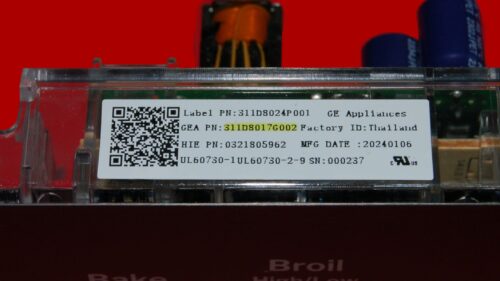 Label PN:311D8024P001 GE Appliances
GEA PN:311D8017G002 Factory ID:Thailand
HIE PN:0321805962 MFG DATE :20240106
UL60730-1UL60730-2-9 SN:000237
Broil
Bake High/Low